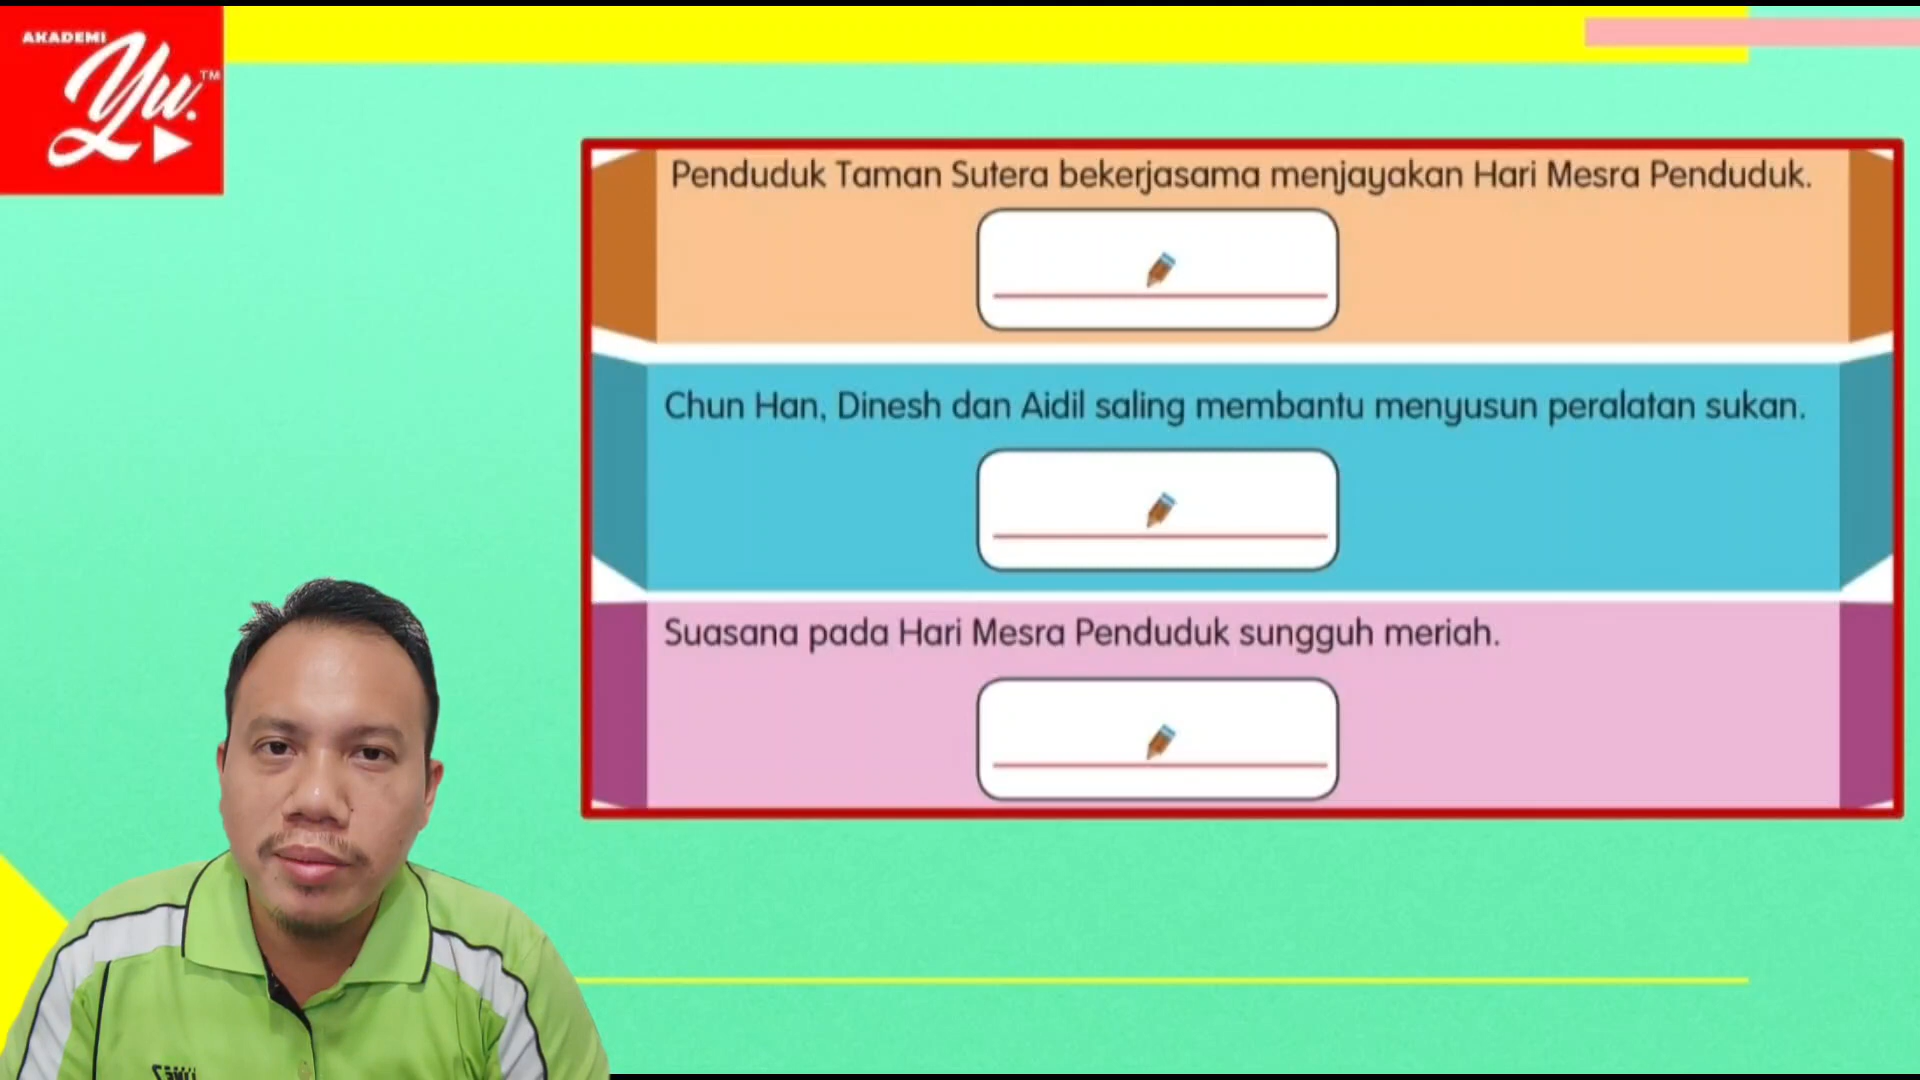 AKADEMI
Yu.
TM
Penduduk Taman Sutera bekerjasama menjayakan Hari Mesra Penduduk.
Chun Han, Dinesh dan Aidil saling membantu menyusun peralatan sukan.
Suasana pada Hari Mesra Penduduk sungguh meriah.